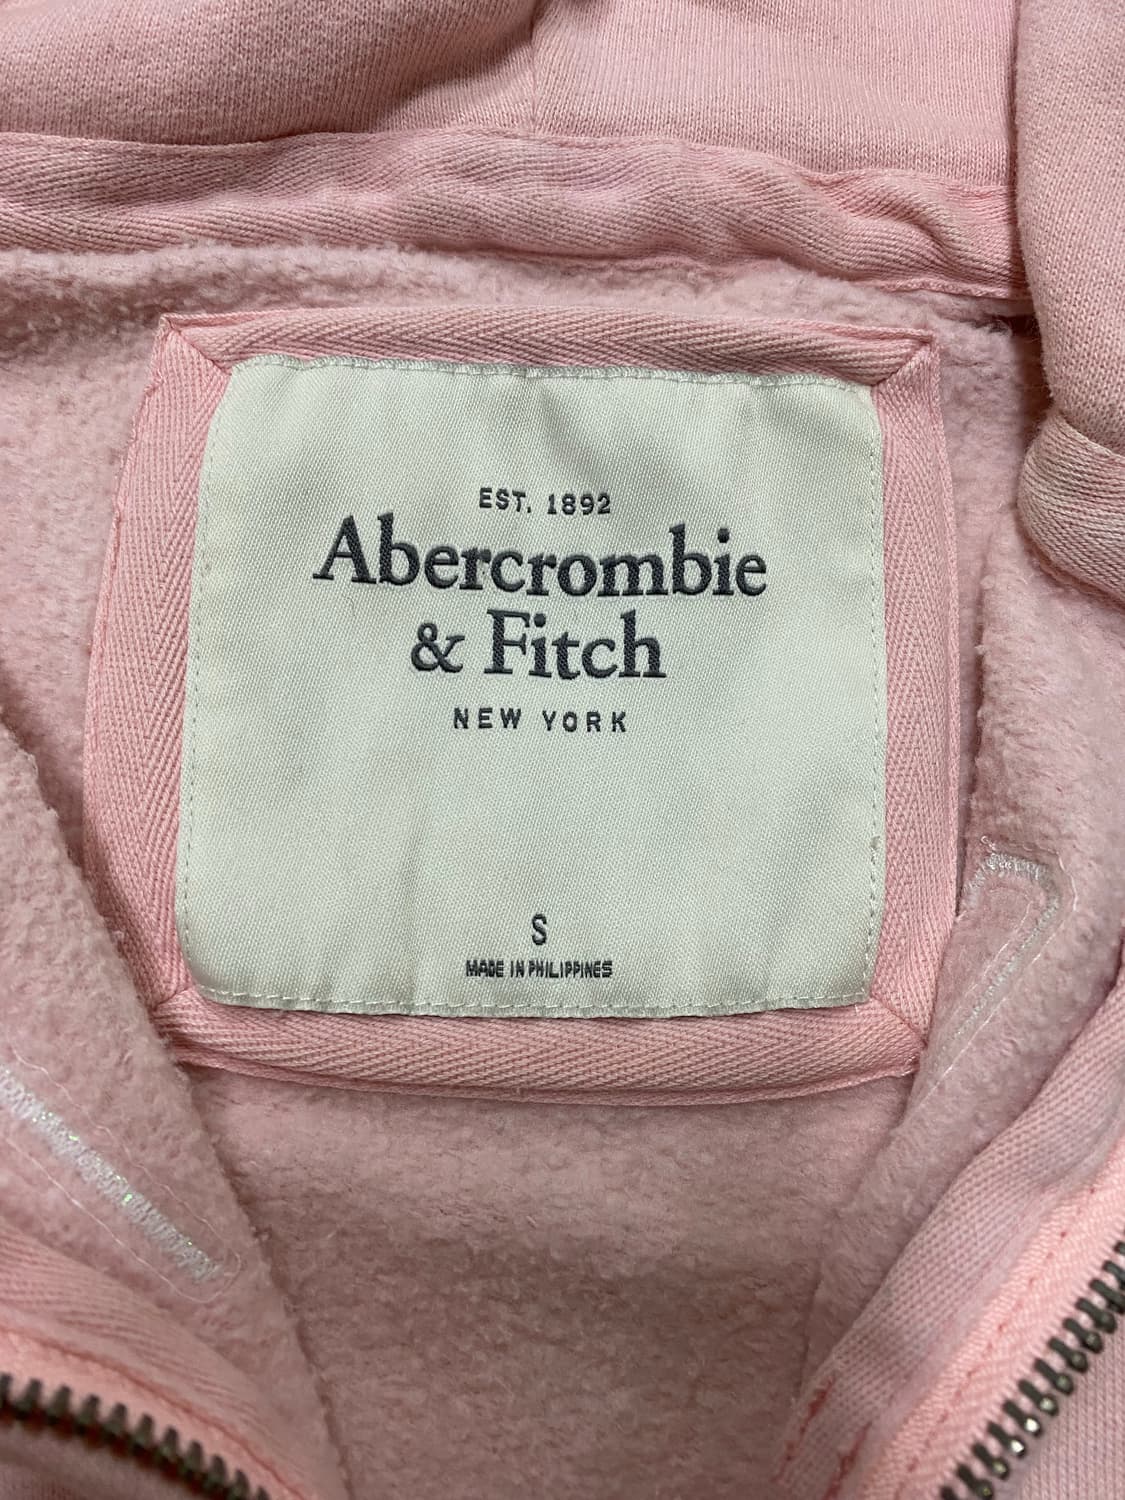 EST. 1892
Abercrombie
& Fitch
NEW YORK
S
MADE IN PHILIPPINES